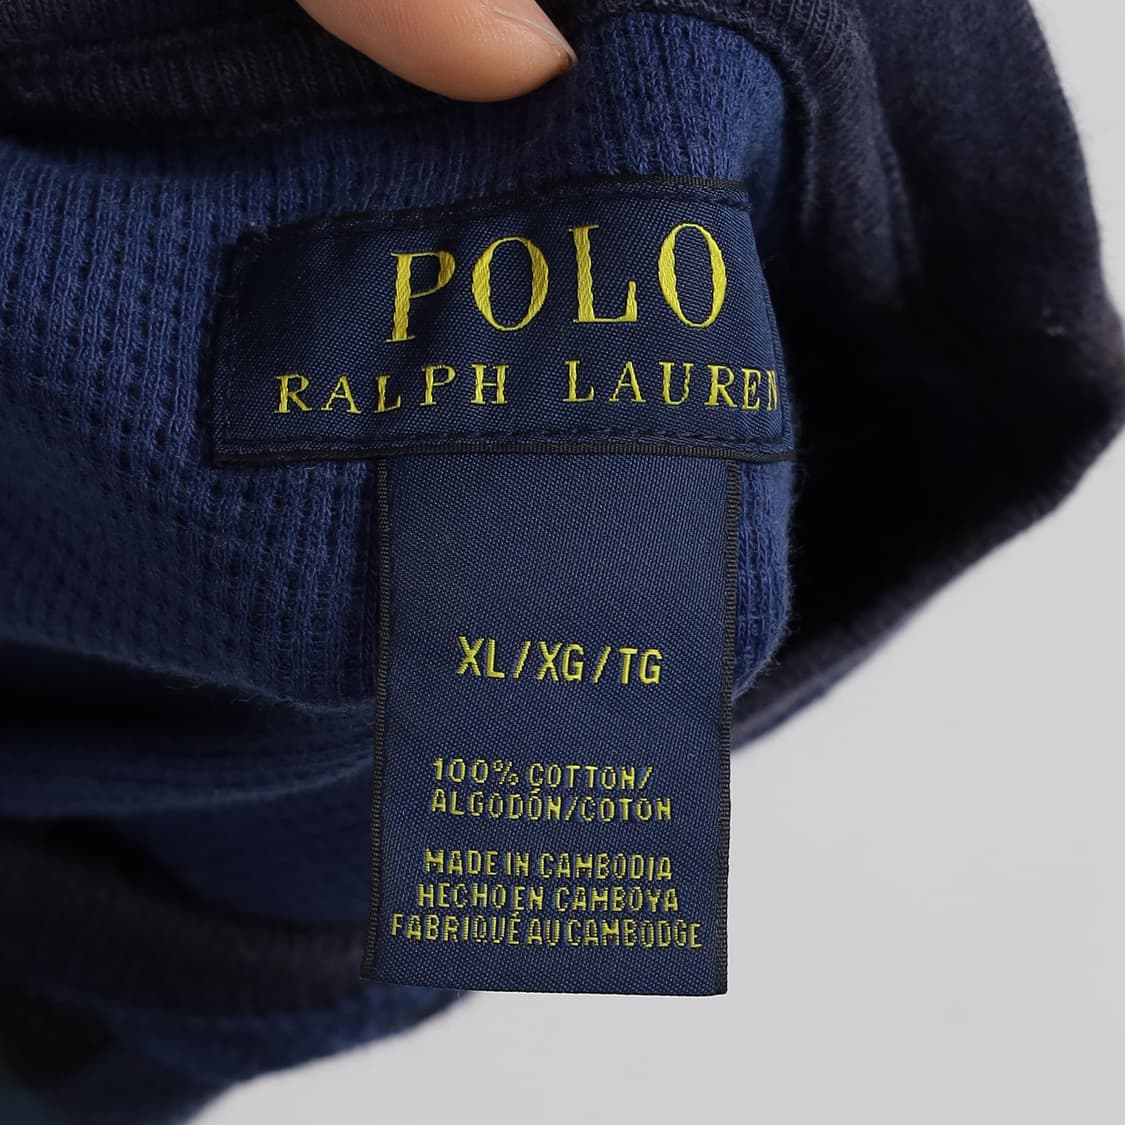 POLO
RALPH LAUREN
XL/XG/TG
100% COTTON/
ALGODÓN/COTON
MADE IN CAMBODIA
HECHO EN CAMBOYA
FABRIQUÉ AU CAMBODGE